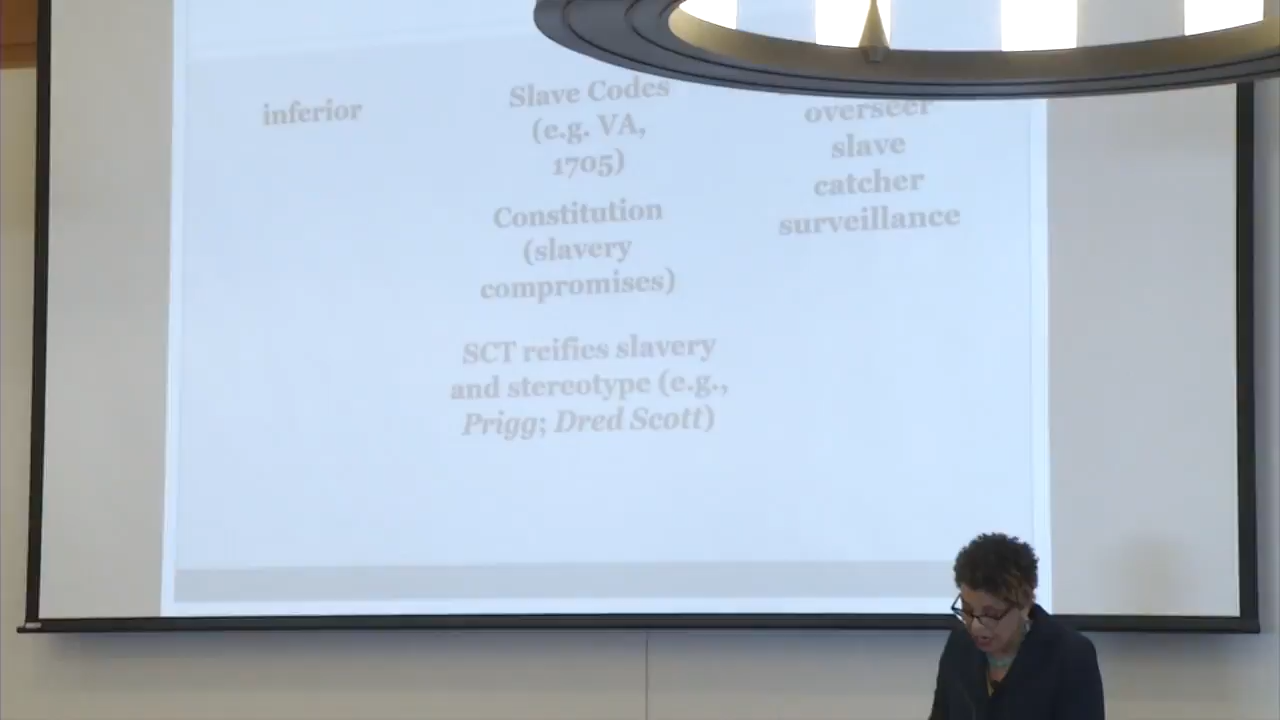 inferior
Slave Codes
(e.g. VA,
1705)
Constitution
(slavery
compromises)
SCT reifies slavery
and stereotype (e.g.,
Prigg; Dred Scott)
overseer
slave
catcher
surveillance